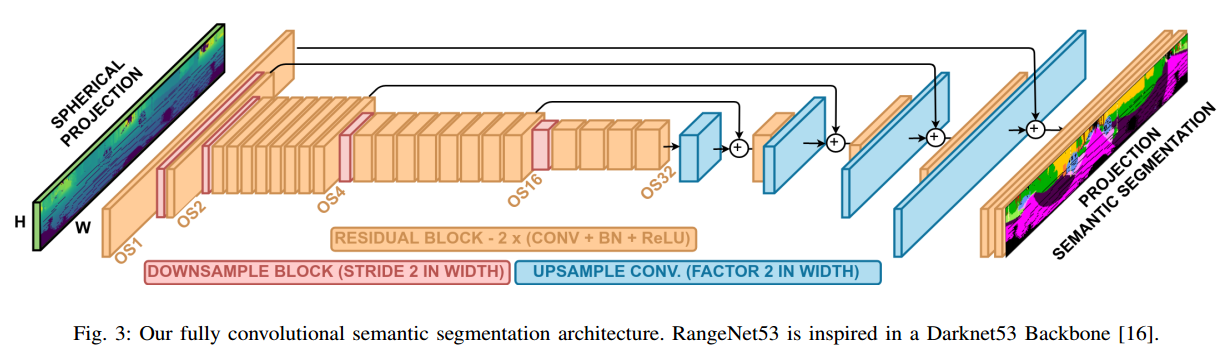 SPHERICAL
PROJECTION
H
W
OS1
OS2
OS4
OS16
OS32
RESIDUAL BLOCK - 2 x (CONV + BN + ReLU)
DOWNSAMPLE BLOCK (STRIDE 2 IN WIDTH)
UPSAMPLE CONV. (FACTOR 2 IN WIDTH)
PROJECTION
SEMANTIC SEGMENTATION
Fig. 3: Our fully convolutional semantic segmentation architecture. RangeNet53 is inspired in a Darknet53 Backbone [16].